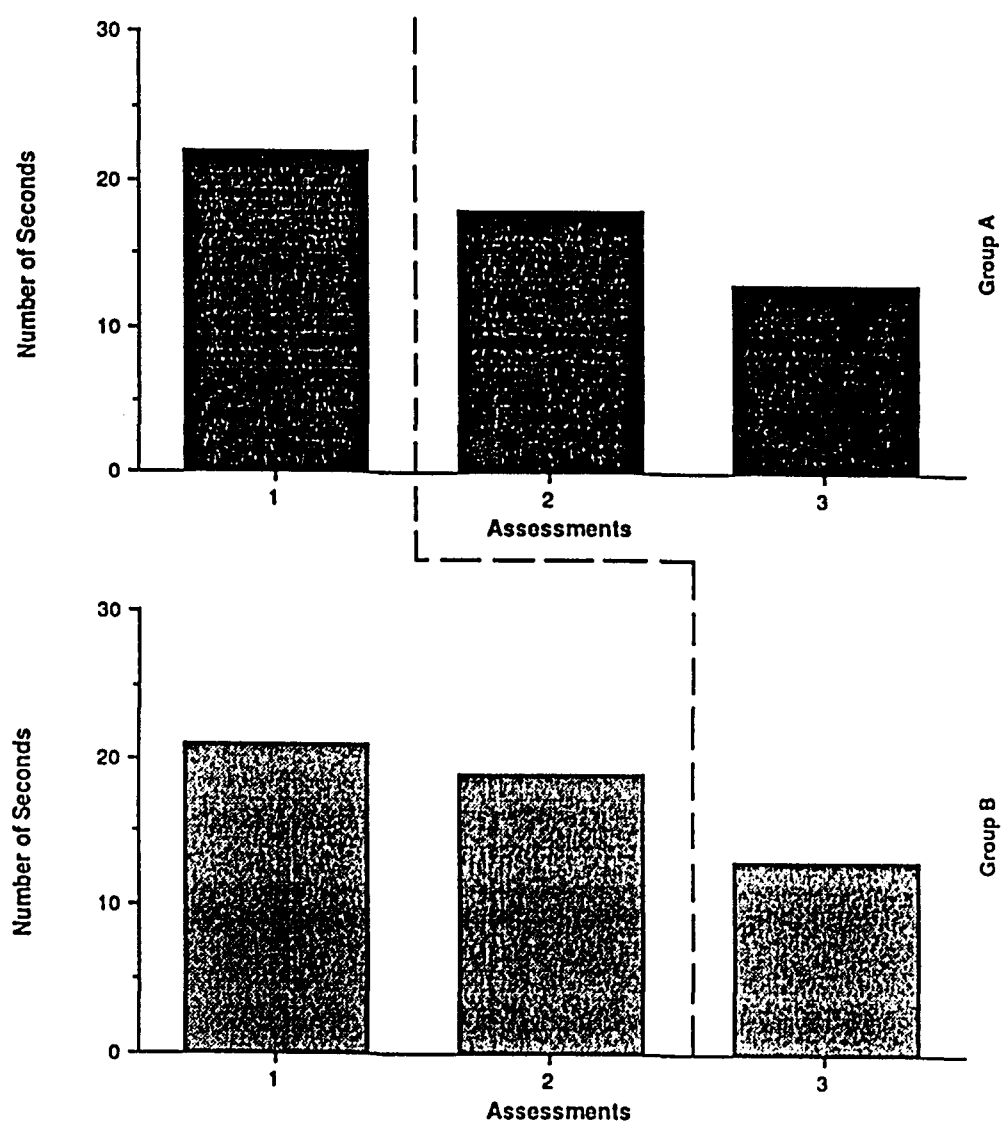 30
20
10
0
Number of Seconds
1 2 3
Assessments
Group A
30
20
10
0
Number of Seconds
1 2 3
Assessments
Group B